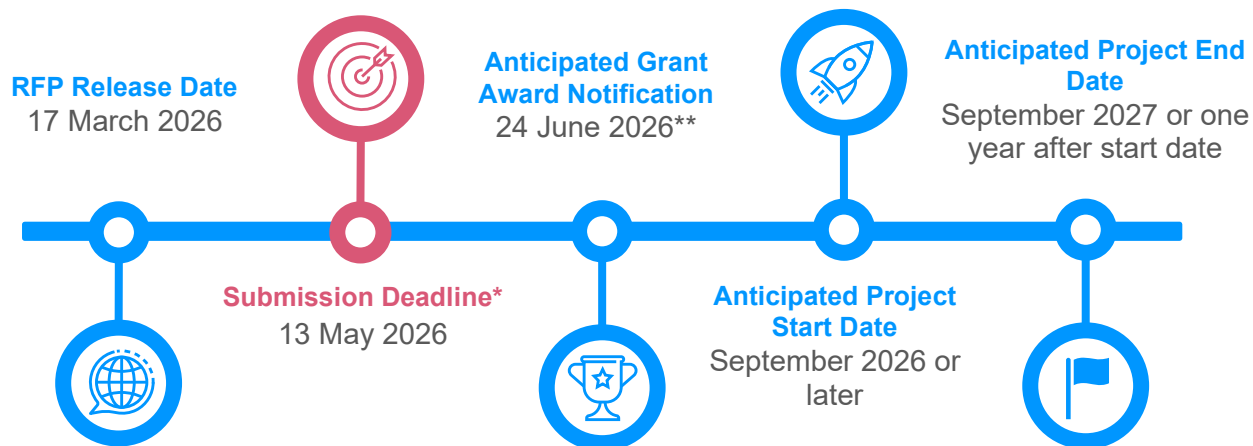 RFP Release Date
17 March 2026
Submission Deadline*
13 May 2026
Anticipated Grant
Award Notification
24 June 2026**
Anticipated Project
Start Date
September 2026 or
later
Anticipated Project End
Date
September 2027 or one
year after start date